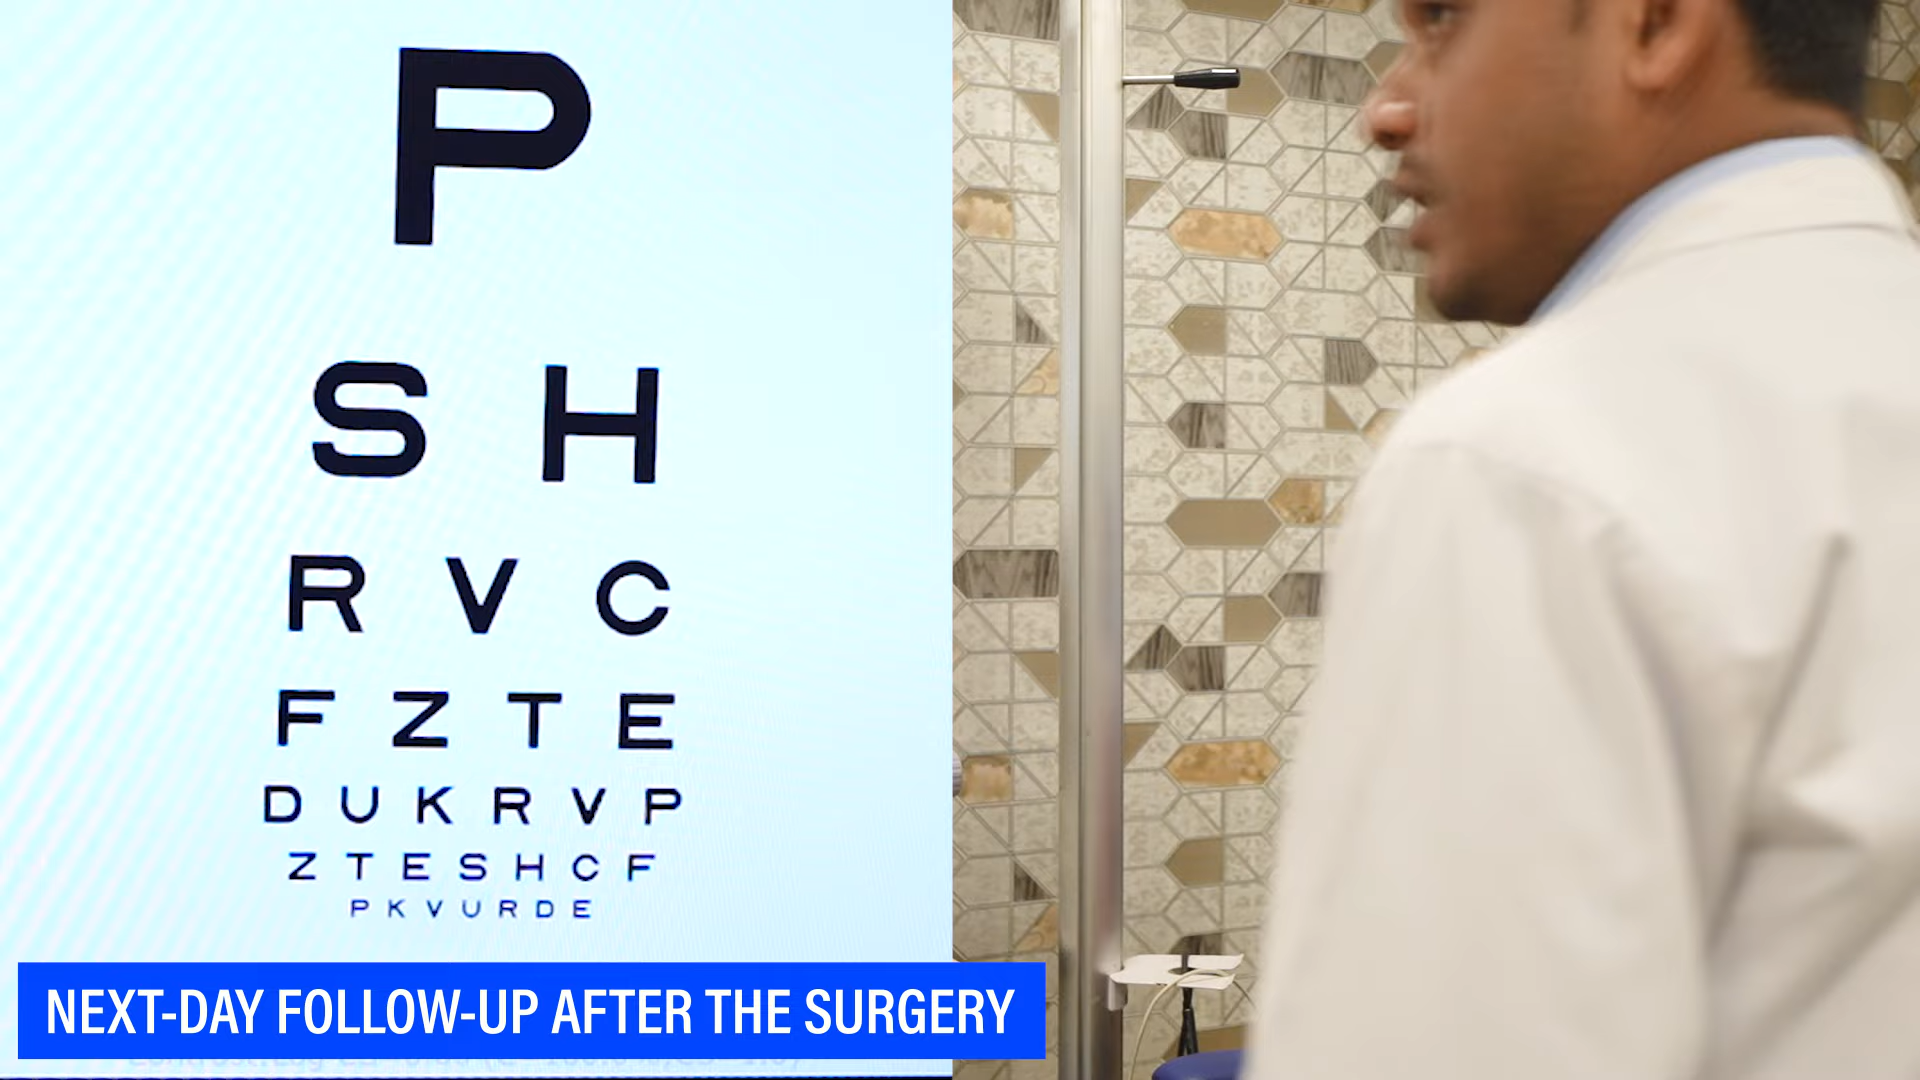 P
S H
R V C
F Z T E
D U K R V P
Z T E S H C F
P K V U R D E
NEXT-DAY FOLLOW-UP AFTER THE SURGERY